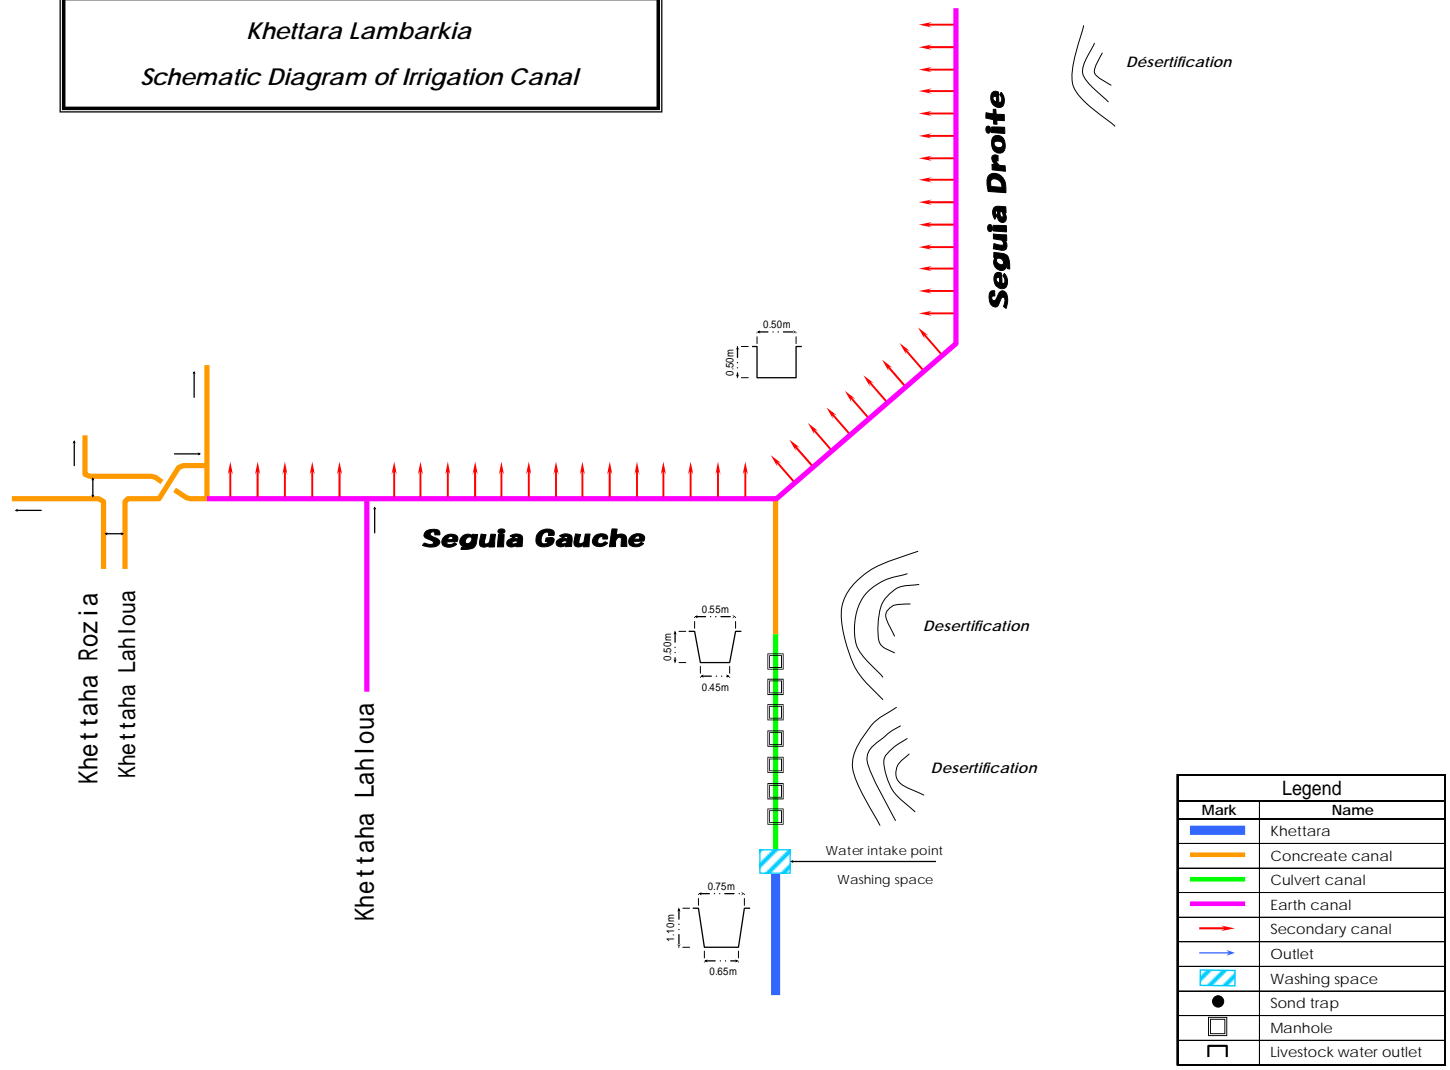 Khettara Lambarkia
Schematic Diagram of Irrigation Canal
Désertification
Seguia Droite
0.50m
0.50m
Seguia Gauche
Khettaha Rozia
Khettaha Lahloua
Khettaha Lahloua
0.55m
0.50m
0.45m
Desertification
Desertification
Water intake point
Washing space
0.75m
1.10m
0.65m
Legend
Mark Name
Khettara
Concreate canal
Culvert canal
Earth canal
Secondary canal
Outlet
Washing space
Sond trap
Manhole
Livestock water outlet